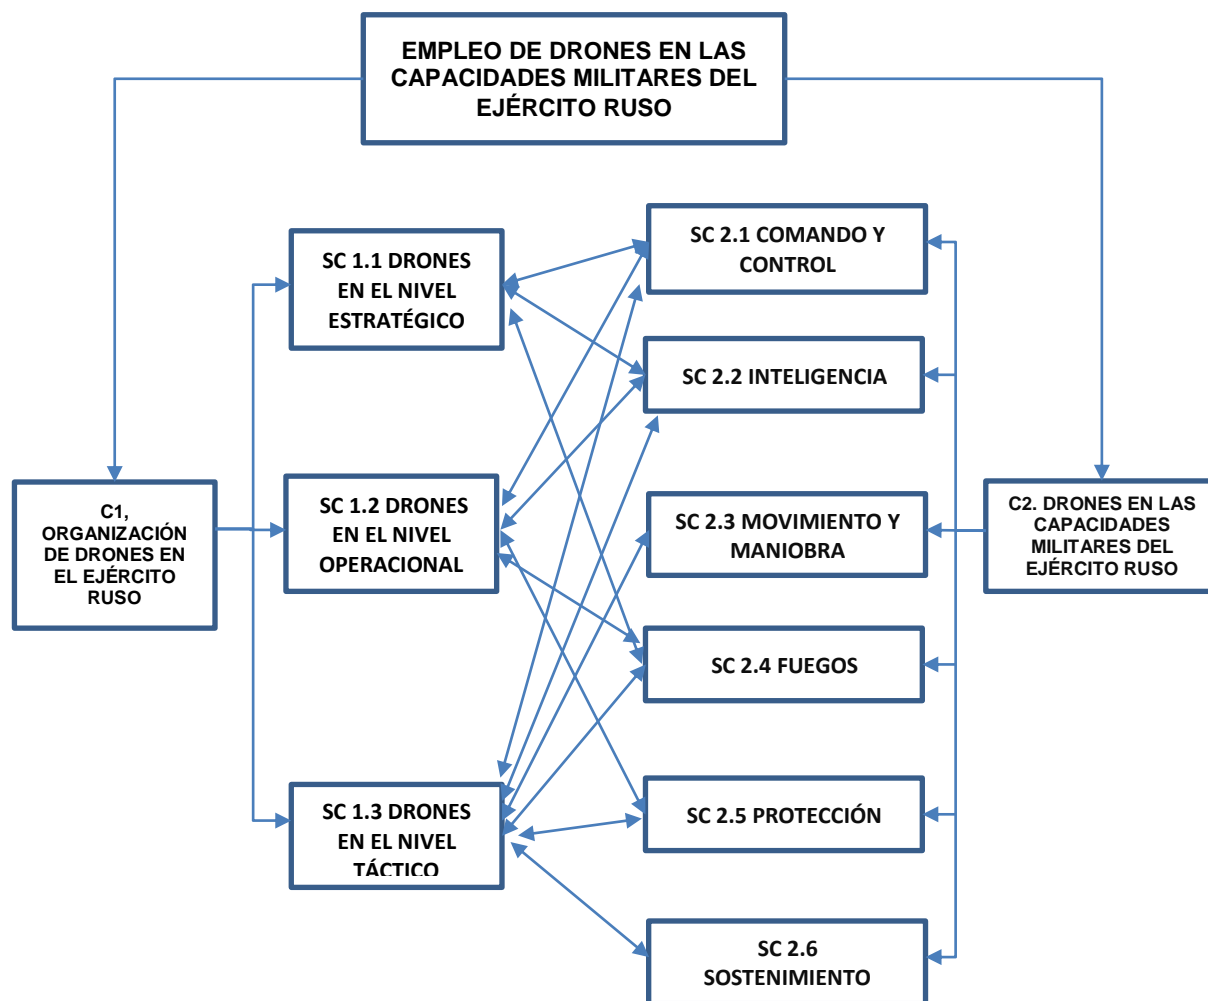 EMPLEO DE DRONES EN LAS
CAPACIDADES MILITARES DEL
EJÉRCITO RUSO
SC 1.1 DRONES
EN EL NIVEL
ESTRATÉGICO
SC 2.1 COMANDO Y
CONTROL
SC 2.2 INTELIGENCIA
C1,
ORGANIZACIÓN
DE DRONES EN
EL EJÉRCITO
RUSO
SC 1.2 DRONES
EN EL NIVEL
OPERACIONAL
SC 2.3 MOVIMIENTO Y
MANIOBRA
C2. DRONES EN LAS
CAPACIDADES
MILITARES DEL
EJÉRCITO RUSO
SC 2.4 FUEGOS
SC 1.3 DRONES
EN EL NIVEL
TÁCTICO
SC 2.5 PROTECCIÓN
SC 2.6
SOSTENIMIENTO